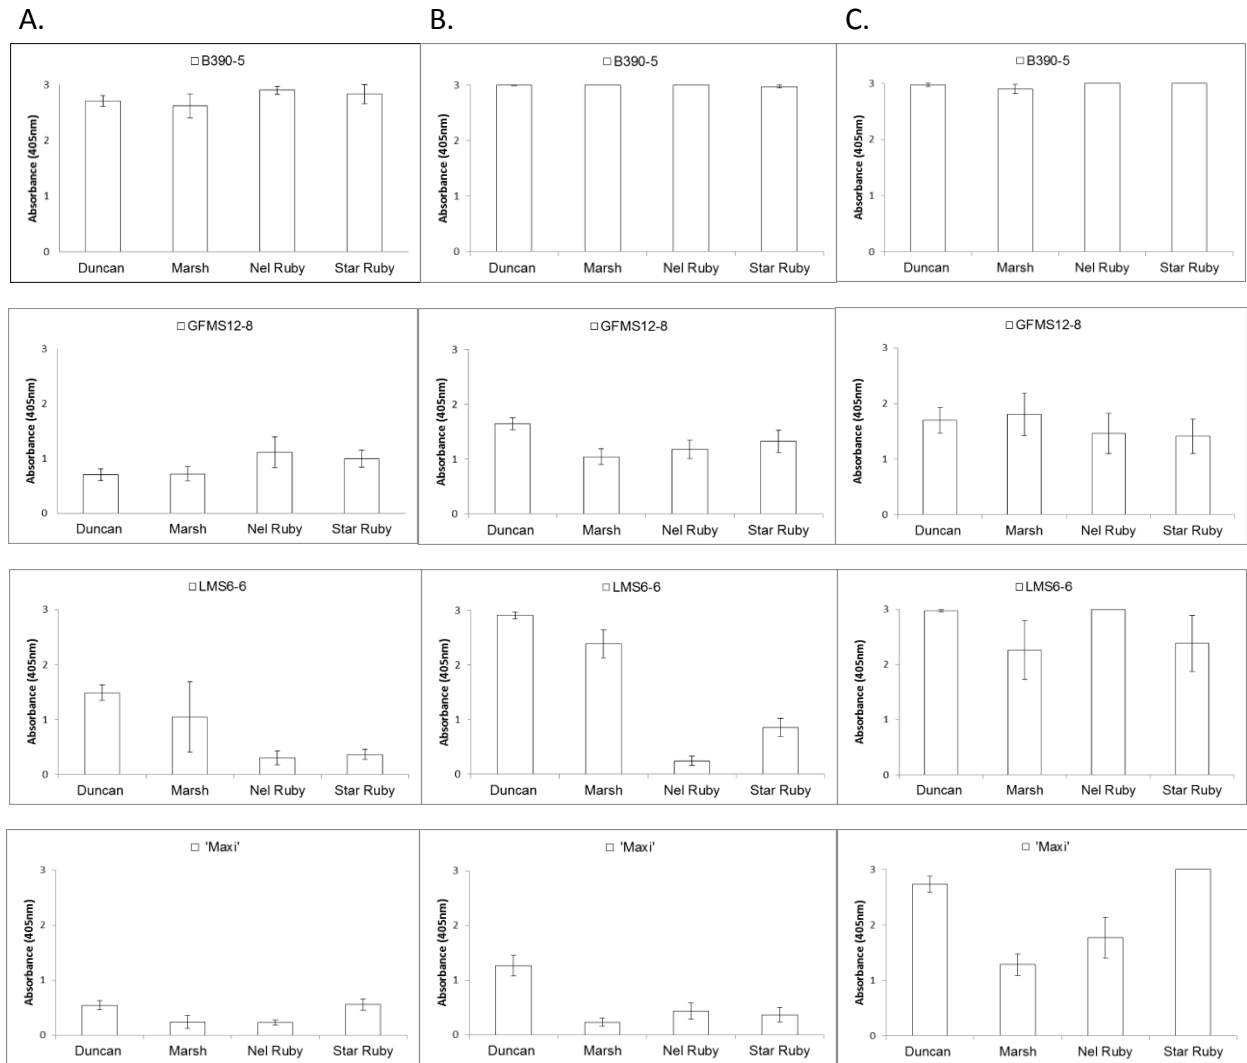 A.
B.
C.
□ B390-5
Absorbance (405nm)
3
2
1
0
Duncan Marsh Nel Ruby Star Ruby
□ B390-5
Absorbance (405nm)
3
2
1
0
Duncan Marsh Nel Ruby Star Ruby
□ B390-5
Absorbance (405nm)
3
2
1
0
Duncan Marsh Nel Ruby Star Ruby
□ GFMS12-8
Absorbance (405nm)
3
2
1
0
Duncan Marsh Nel Ruby Star Ruby
□ GFMS12-8
Absorbance (405nm)
3
2
1
0
Duncan Marsh Nel Ruby Star Ruby
□ GFMS12-8
Absorbance (405nm)
3
2
1
0
Duncan Marsh Nel Ruby Star Ruby
□ LMS6-6
Absorbance (405nm)
3
2
1
0
Duncan Marsh Nel Ruby Star Ruby
□ LMS6-6
Absorbance (405nm)
3
2
1
0
Duncan Marsh Nel Ruby Star Ruby
□ LMS6-6
Absorbance (405nm)
3
2
1
0
Duncan Marsh Nel Ruby Star Ruby
□ 'Maxi'
Absorbance (405nm)
3
2
1
0
Duncan Marsh Nel Ruby Star Ruby
□ 'Maxi'
Absorbance (405nm)
3
2
1
0
Duncan Marsh Nel Ruby Star Ruby
□ 'Maxi'
Absorbance (405nm)
3
2
1
0
Duncan Marsh Nel Ruby Star Ruby